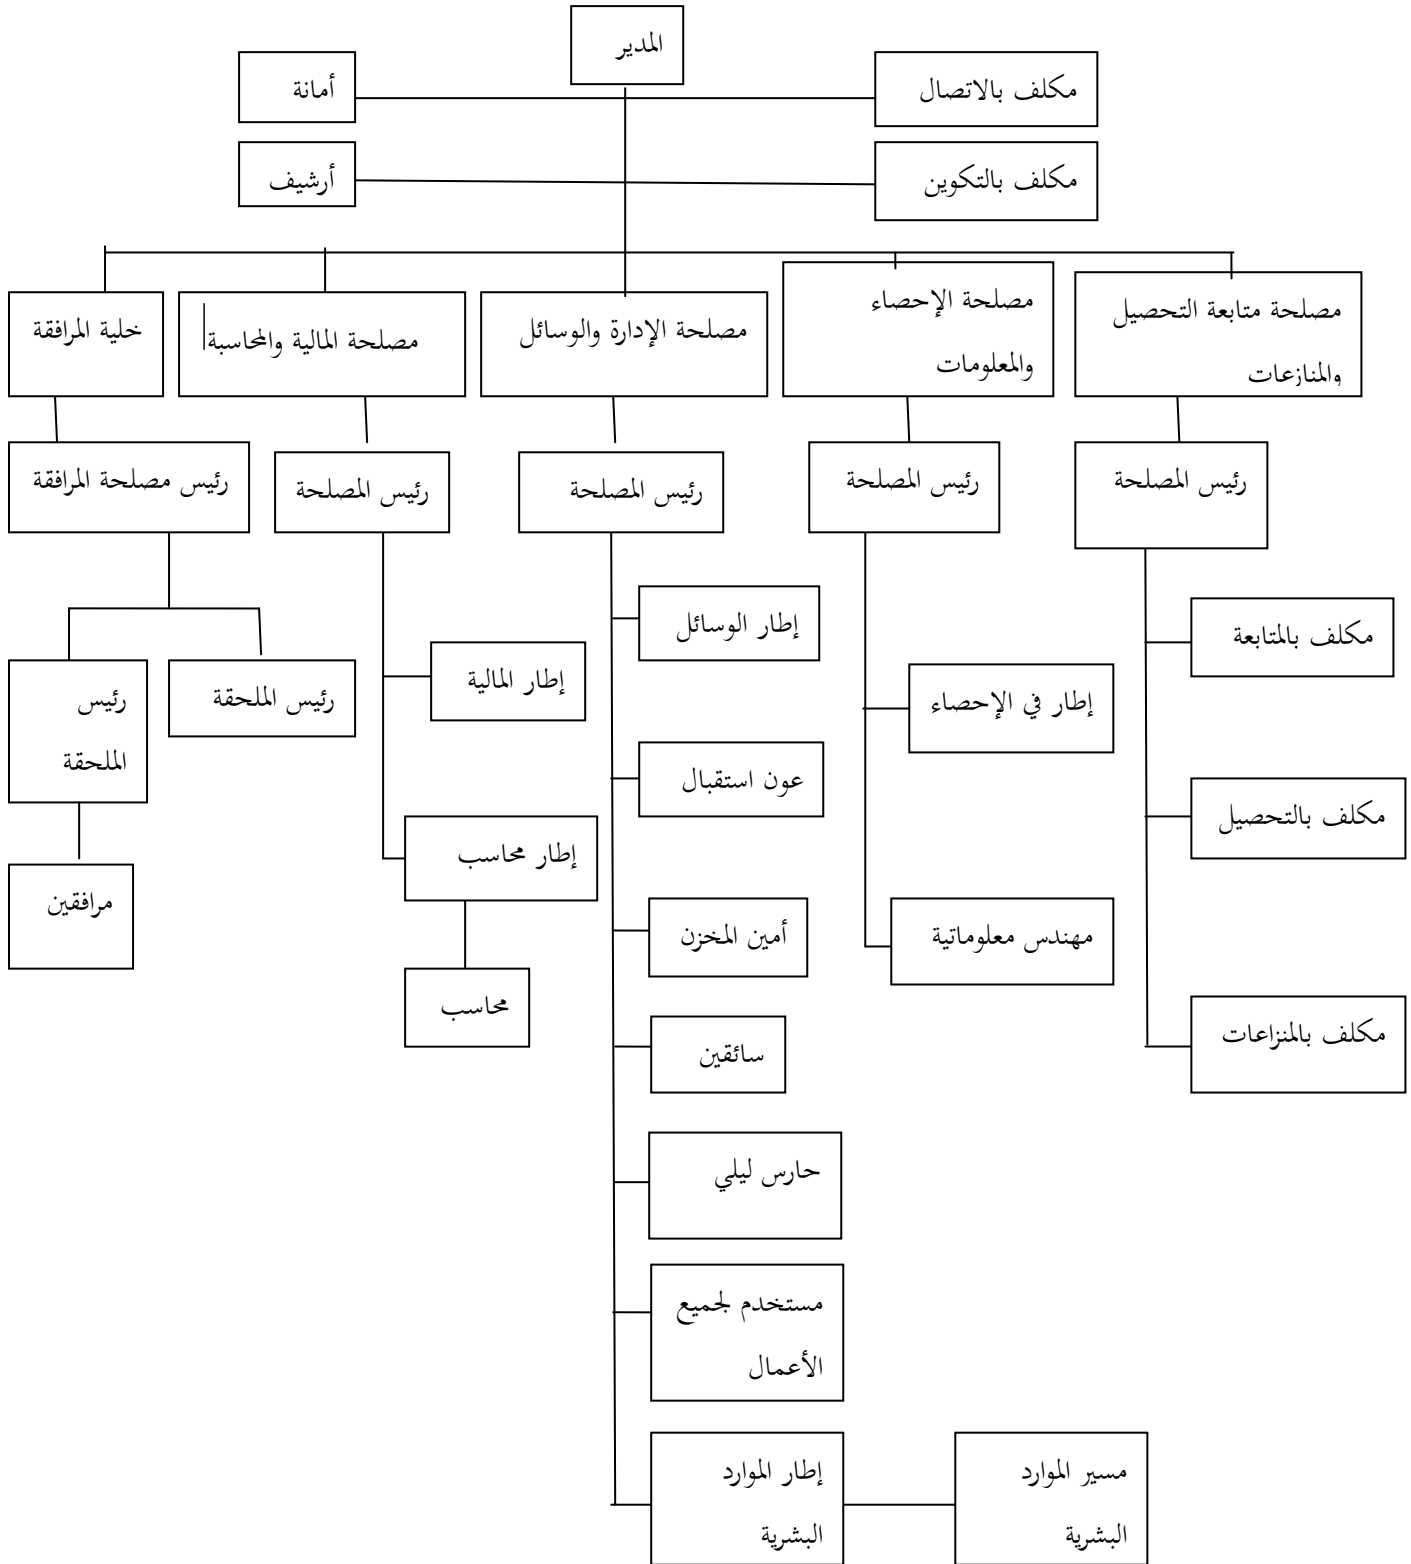 المدير
مكلف بالاتصال
أمانة
مكلف بالتكوين
أرشيف
مصلحة متابعة التحصيل
والمنازعات
مصلحة الإحصاء
والمعلومات
مصلحة الإدارة والوسائل
مصلحة المالية والمحاسبة
خلية المرافقة
رئيس المصلحة
رئيس المصلحة
رئيس المصلحة
رئيس المصلحة
رئيس مصلحة المرافقة
مكلف بالمتابعة
مكلف بالتحصيل
مكلف بالمنزاعات
إطار في الإحصاء
مهندس معلوماتية
إطار الوسائل
عون استقبال
أمين المخزن
سائقين
حارس ليلي
مستخدم لجميع
الأعمال
إطار الموارد
البشرية
مسير الموارد
البشرية
إطار المالية
إطار محاسب
محاسب
رئيس الملحقة
رئيس
الملحقة
مرافقين